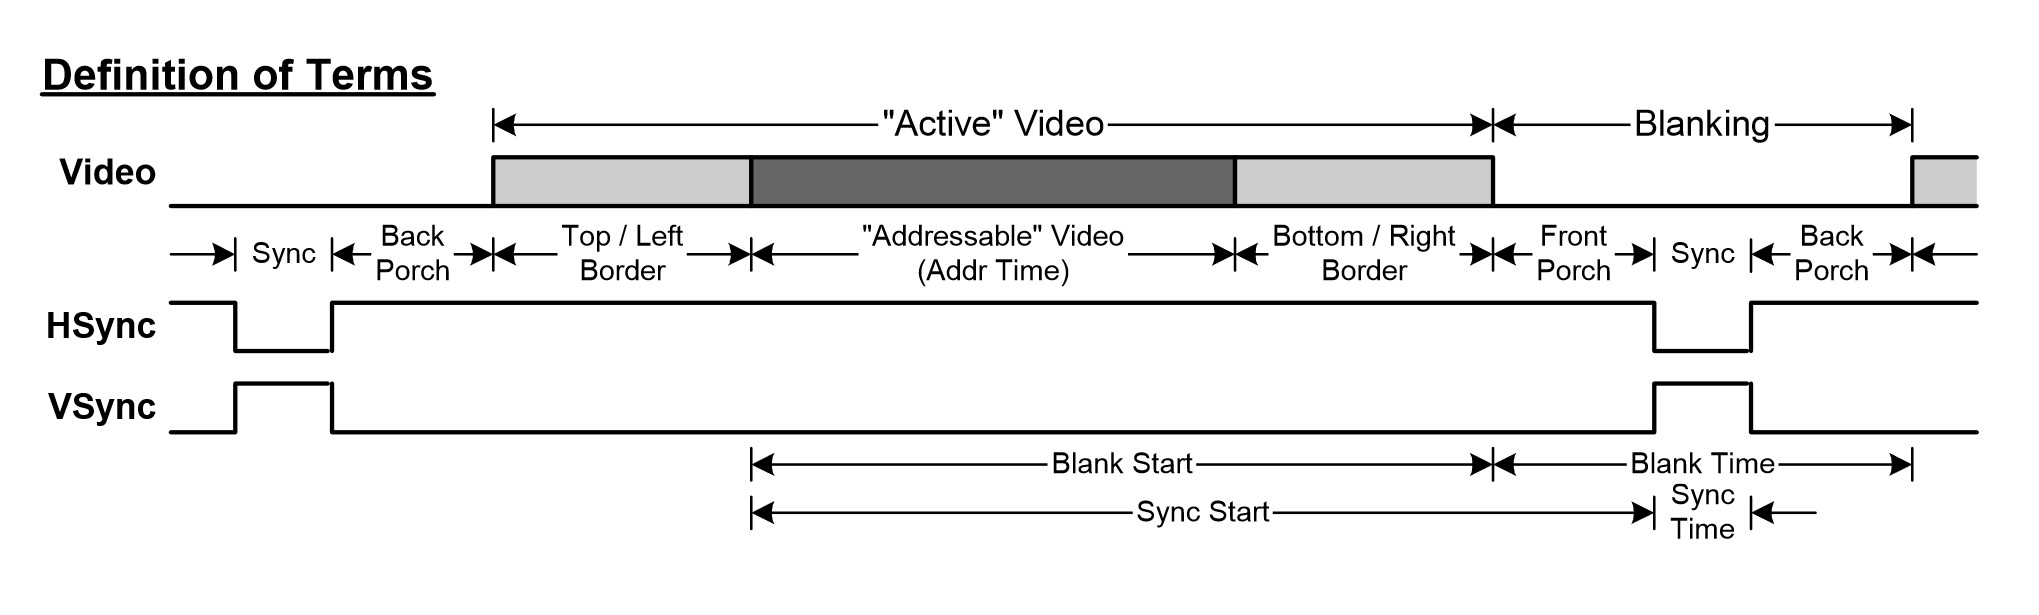 Definition of Terms
"Active" Video
Blanking
Video
Sync
Back
Porch
Top / Left
Border
"Addressable" Video
(Addr Time)
Bottom / Right
Border
Front
Porch
Sync
Back
Porch
HSync
VSync
Blank Start
Blank Time
Sync Start
Sync
Time